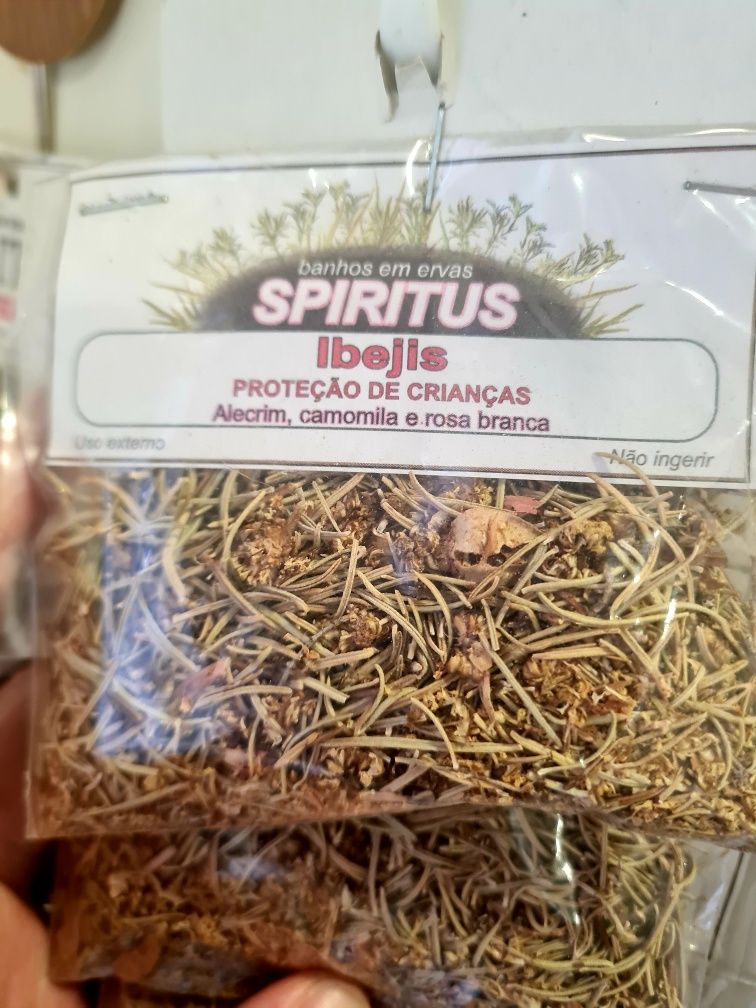 banhos em ervas
SPIRITUS
Ibejis
PROTEÇÃO DE CRIANÇAS
Alecrim, camomila e rosa branca
Uso externo
Não ingerir